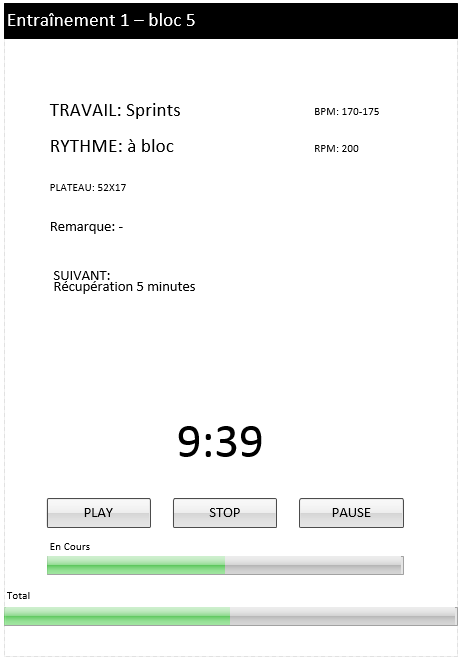 Entraînement 1 – bloc 5
TRAVAIL: Sprints
BPM: 170-175
RYTHME: à bloc
RPM: 200
PLATEAU: 52X17
Remarque: -
SUIVANT:
Récupération 5 minutes
9:39
PLAY
STOP
PAUSE
En Cours
Total